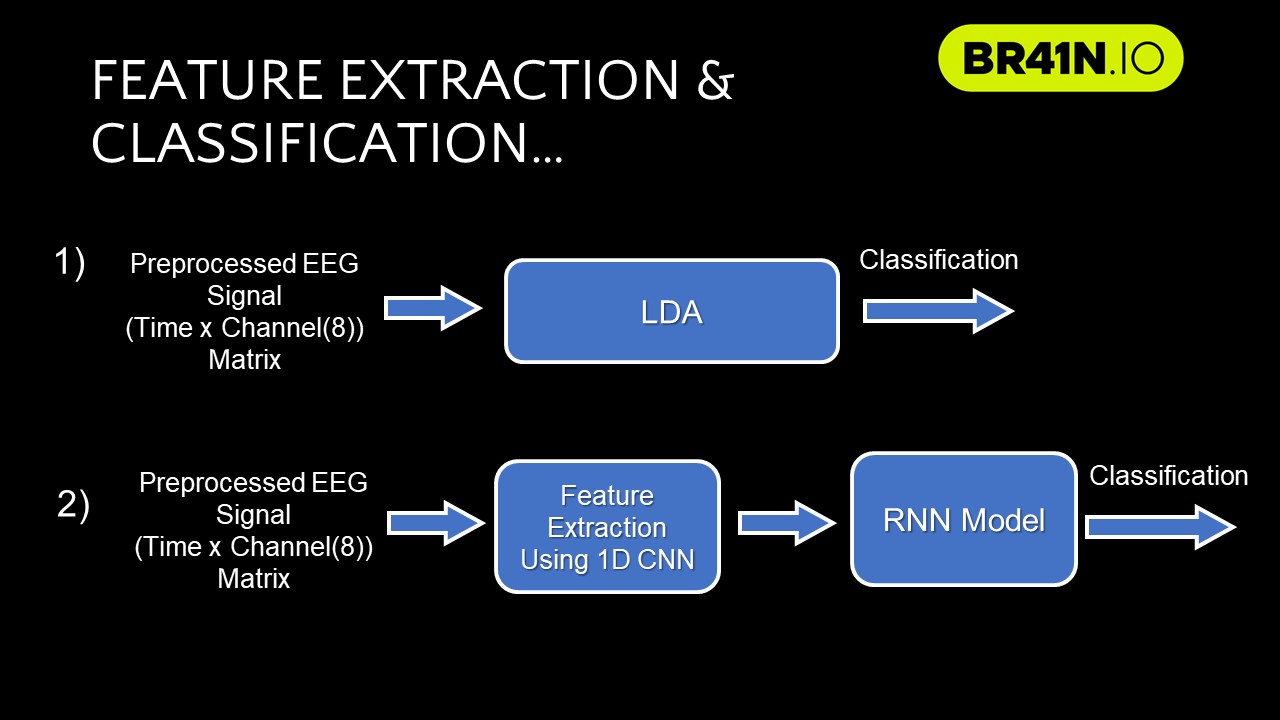 FEATURE EXTRACTION &
CLASSIFICATION...
BR41N.IO
1)
Preprocessed EEG
Signal
(Time x Channel(8))
Matrix
LDA
Classification
2)
Preprocessed EEG
Signal
(Time x Channel(8))
Matrix
Feature
Extraction
Using 1D CNN
RNN Model
Classification